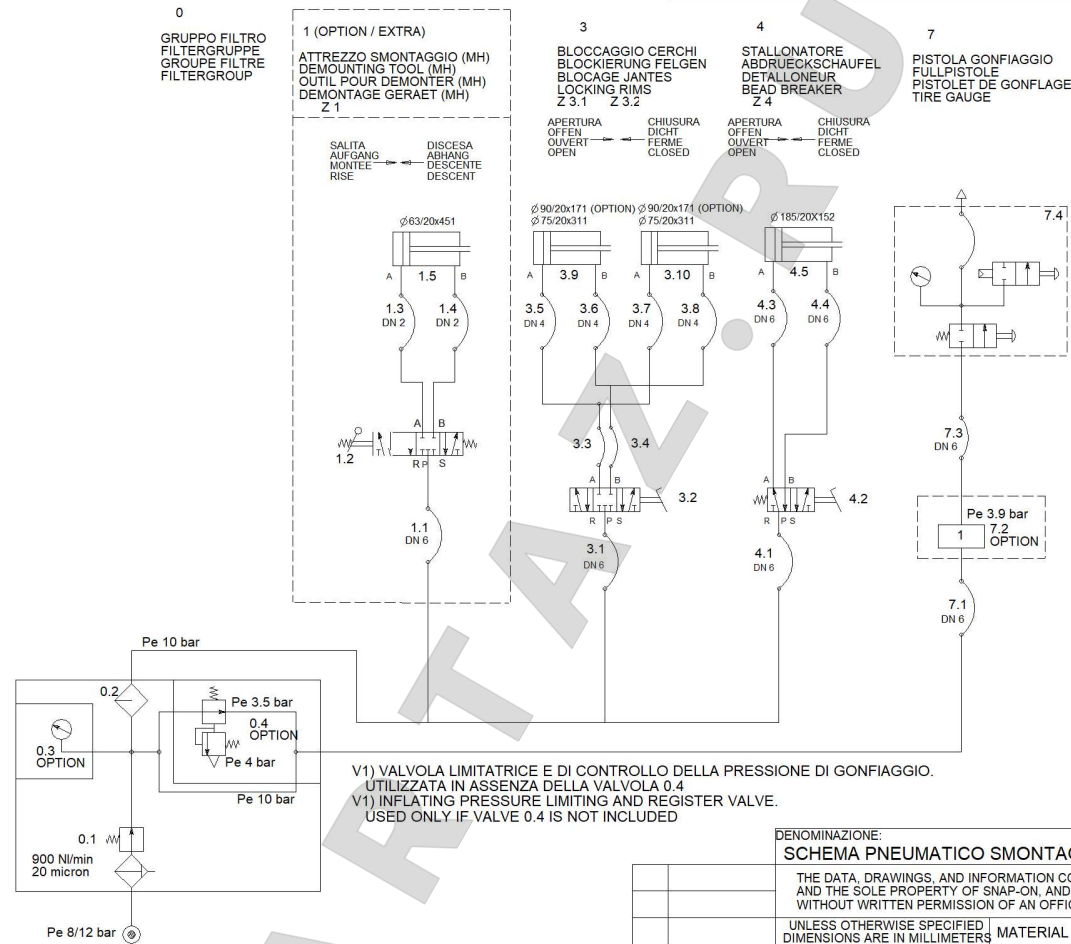 0
GRUPPO FILTRO
FILTERGRUPPE
GROUPE FILTRE
FILTERGROUP
1 (OPTION / EXTRA)
ATTREZZO SMONTAGGIO (MH)
DEMOUNTING TOOL (MH)
OUTIL POUR DEMONTER (MH)
DEMONTAGE GERAET (MH)
Z 1
SALITA
AUFGANG
MONTEE
RISE
DISCESA
ABHANG
DESCENTE
DESCENT
3
BLOCCAGGIO CERCHI
BLOCKIERUNG FELGEN
BLOCAGE JANTES
LOCKING RIMS
Z 3.1 Z 3.2
APERTURA
OFFEN
OUVERT
OPEN
CHIUSURA
DICHT
FERME
CLOSED
4
STALLONATORE
ABDRUECKSCHAUFEL
DETALLONEUR
BEAD BREAKER
Z 4
APERTURA
OFFEN
OUVERT
OPEN
CHIUSURA
DICHT
FERME
CLOSED
7
PISTOLA GONFIAGGIO
FULLPISTOLE
PISTOLET DE GONFLAGE
TIRE GAUGE
Ø63/20x451
Ø90/20x171 (OPTION)
Ø75/20x311
Ø90/20x171 (OPTION)
Ø75/20x311
Ø185/20X152
7.4
A 1.5 B
A 3.9 B
A 3.10 B
A 4.5 B
1.3
DN 2
1.4
DN 2
3.5
DN 4
3.6
DN 4
3.7
DN 4
3.8
DN 4
4.3
DN 6
4.4
DN 6
A B
1.2
R P S
3.3
3.4
A B
3.2
R P S
A B
4.2
R P S
7.3
DN 6
1.1
DN 6
3.1
DN 6
4.1
DN 6
Pe 3.9 bar
1
7.2
OPTION
7.1
DN 6
Pe 10 bar
0.2
Pe 3.5 bar
0.3
OPTION
0.4
OPTION
Pe 4 bar
Pe 10 bar
0.1
900 Nl/min
20 micron
Pe 8/12 bar
V1) VALVOLA LIMITATRICE E DI CONTROLLO DELLA PRESSIONE DI GONFIAGGIO.
UTILIZZATA IN ASSENZA DELLA VALVOLA 0.4
V1) INFLATING PRESSURE LIMITING AND REGISTER VALVE.
USED ONLY IF VALVE 0.4 IS NOT INCLUDED
DENOMINAZIONE:
SCHEMA PNEUMATICO SMONTAG
THE DATA, DRAWINGS, AND INFORMATION CO
AND THE SOLE PROPERTY OF SNAP-ON, AND
WITHOUT WRITTEN PERMISSION OF AN OFFIC
UNLESS OTHERWISE SPECIFIED
DIMENSIONS ARE IN MILLIMETERS
MATERIAL
RTAZ·RU